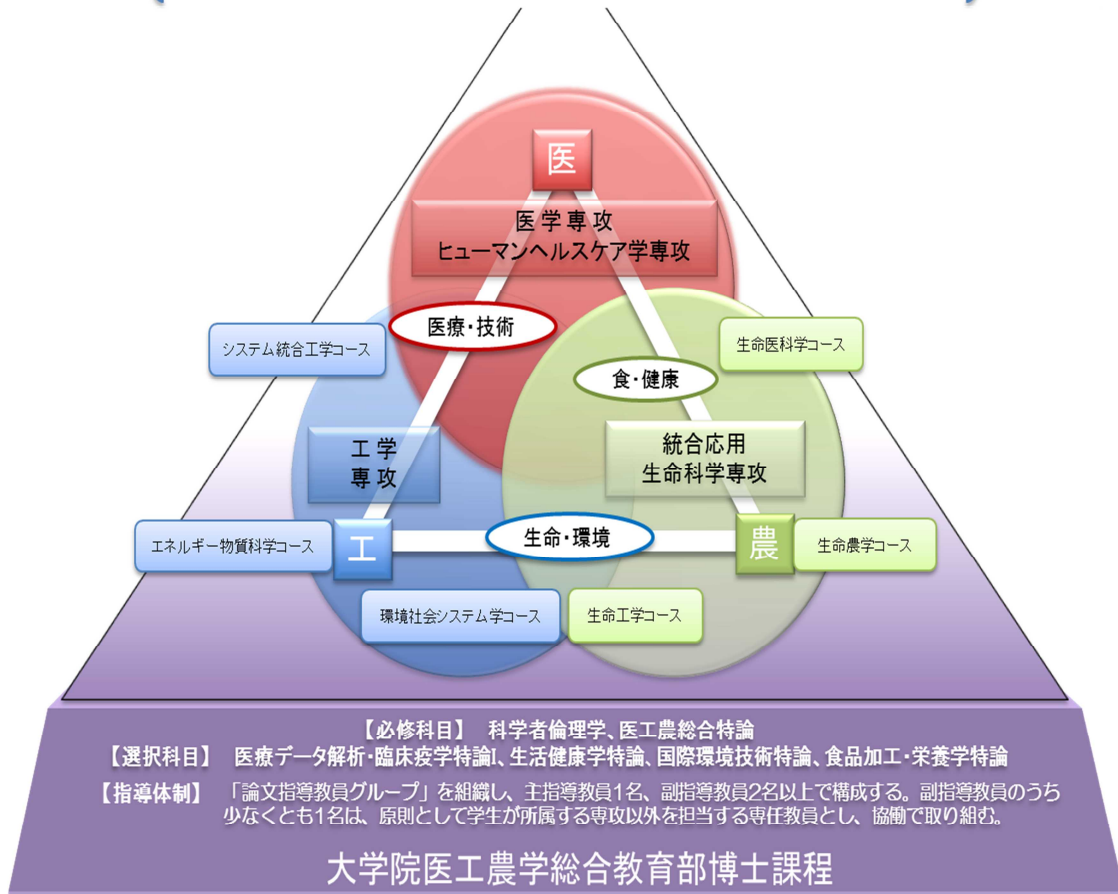 医
医学専攻
ヒューマンヘルスケア学専攻
医療・技術
システム統合工学コース
生命医科学コース
食・健康
工学
専攻
統合応用
生命科学専攻
エネルギー物質科学コース
工
生命・環境
農
生命農学コース
環境社会システム学コース
生命工学コース
【必修科目】 科学者倫理学、医工農総合特論
【選択科目】 医療データ解析・臨床疫学特論Ⅰ、生活健康学特論、国際環境技術特論、食品加工・栄養学特論
【指導体制】 「論文指導教員グループ」を組織し、主指導教員1名、副指導教員2名以上で構成する。副指導教員のうち
少なくとも1名は、原則として学生が所属する専攻以外を担当する専任教員とし、協働で取り組む。
大学院医工農学総合教育部博士課程